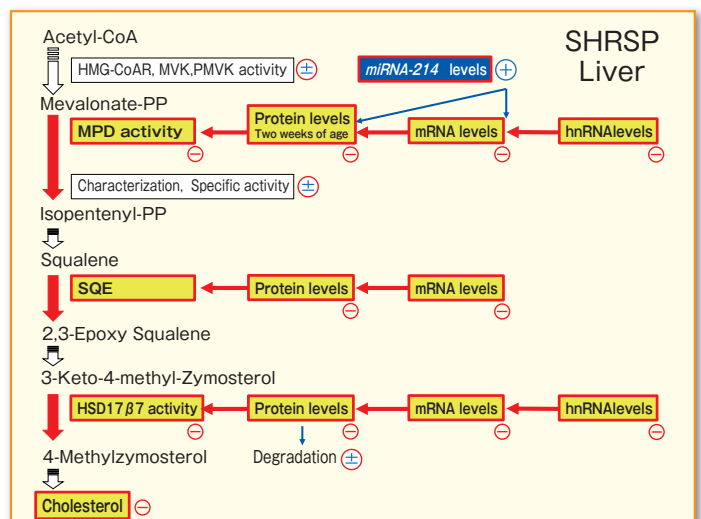 Acetyl-CoA
SHRSP
Liver
HMG-CoAR, MVK,PMVK activity ±
miRNA-214 levels +
Mevalonate-PP
MPD activity
Protein levels
Two weeks of age
mRNA levels
hnRNAlevels
− − − −
Characterization, Specific activity ±
Isopentenyl-PP
Squalene
SQE
Protein levels
mRNA levels
− −
2,3-Epoxy Squalene
3-Keto-4-methyl-Zymosterol
HSD17β7 activity
Protein levels
mRNA levels
hnRNAlevels
− − − −
4-Methylzymosterol
Degradation ±
Cholesterol −